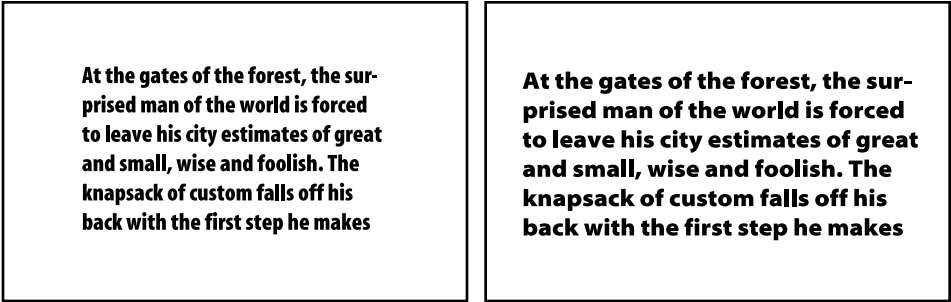 At the gates of the forest, the sur-
prised man of the world is forced
to leave his city estimates of great
and small, wise and foolish. The
knapsack of custom falls off his
back with the first step he makes
At the gates of the forest, the sur-
prised man of the world is forced
to leave his city estimates of great
and small, wise and foolish. The
knapsack of custom falls off his
back with the first step he makes